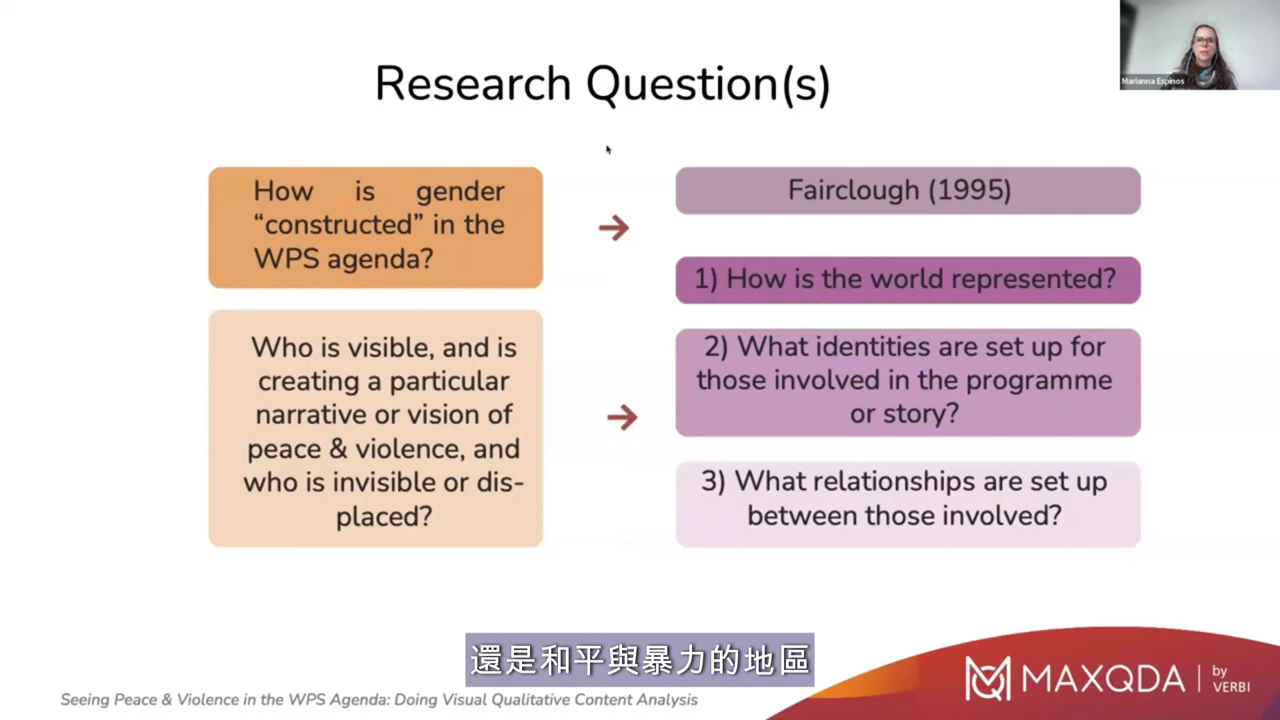 Marianna Espinos
Research Question(s)
How is gender
“constructed” in the
WPS agenda?
Who is visible, and is
creating a particular
narrative or vision of
peace & violence, and
who is invisible or dis-
placed?
Fairclough (1995)
1) How is the world represented?
2) What identities are set up for
those involved in the programme
or story?
3) What relationships are set up
between those involved?
還是和平與暴力的地區
Seeing Peace & Violence in the WPS Agenda: Doing Visual Qualitative Content Analysis
MAXQDA
by
VERBI